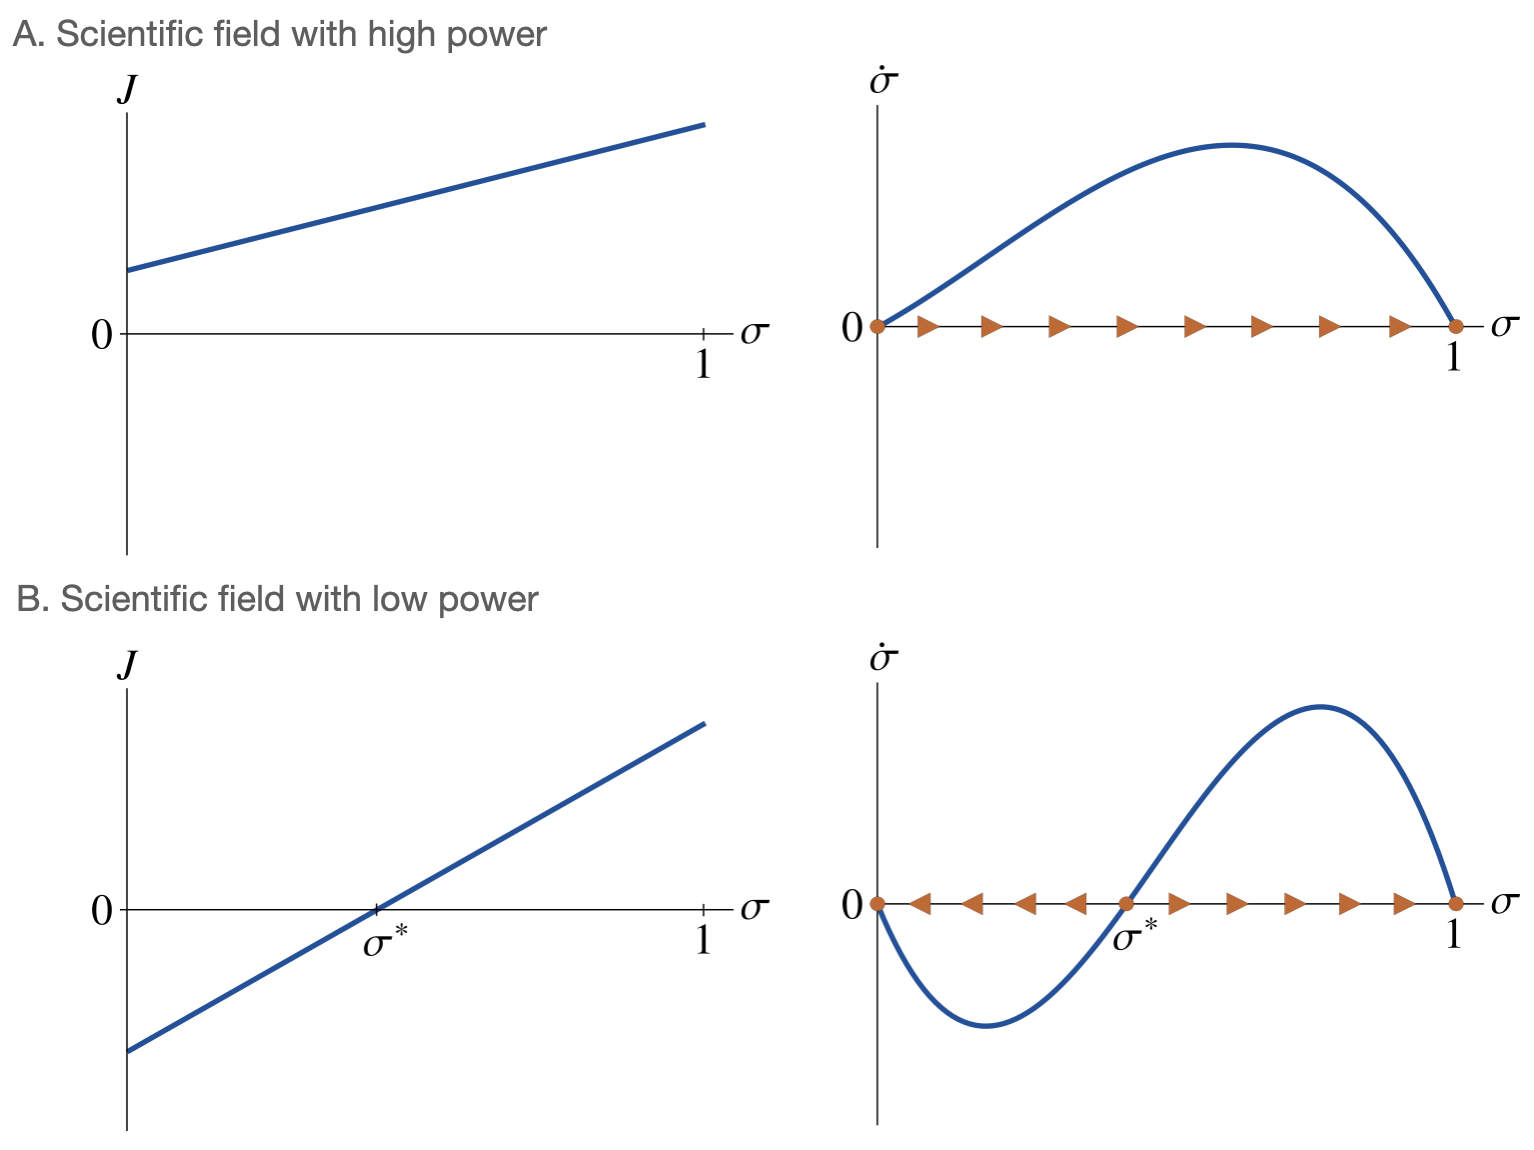 A. Scientific field with high power
J
0
σ
1
σ̇
0
σ
1
B. Scientific field with low power
J
0
σ*
σ
1
σ̇
0
σ*
σ
1